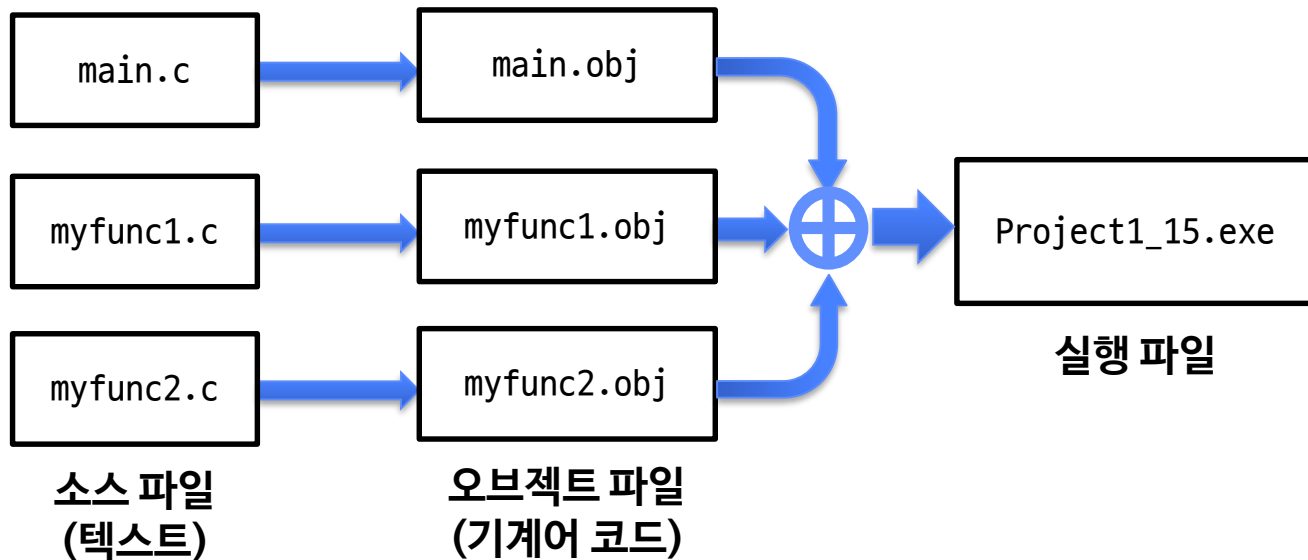 main.c
main.obj
myfunc1.c
myfunc1.obj
Project1_15.exe
myfunc2.c
myfunc2.obj
실행 파일
소스 파일
(텍스트)
오브젝트 파일
(기계어 코드)